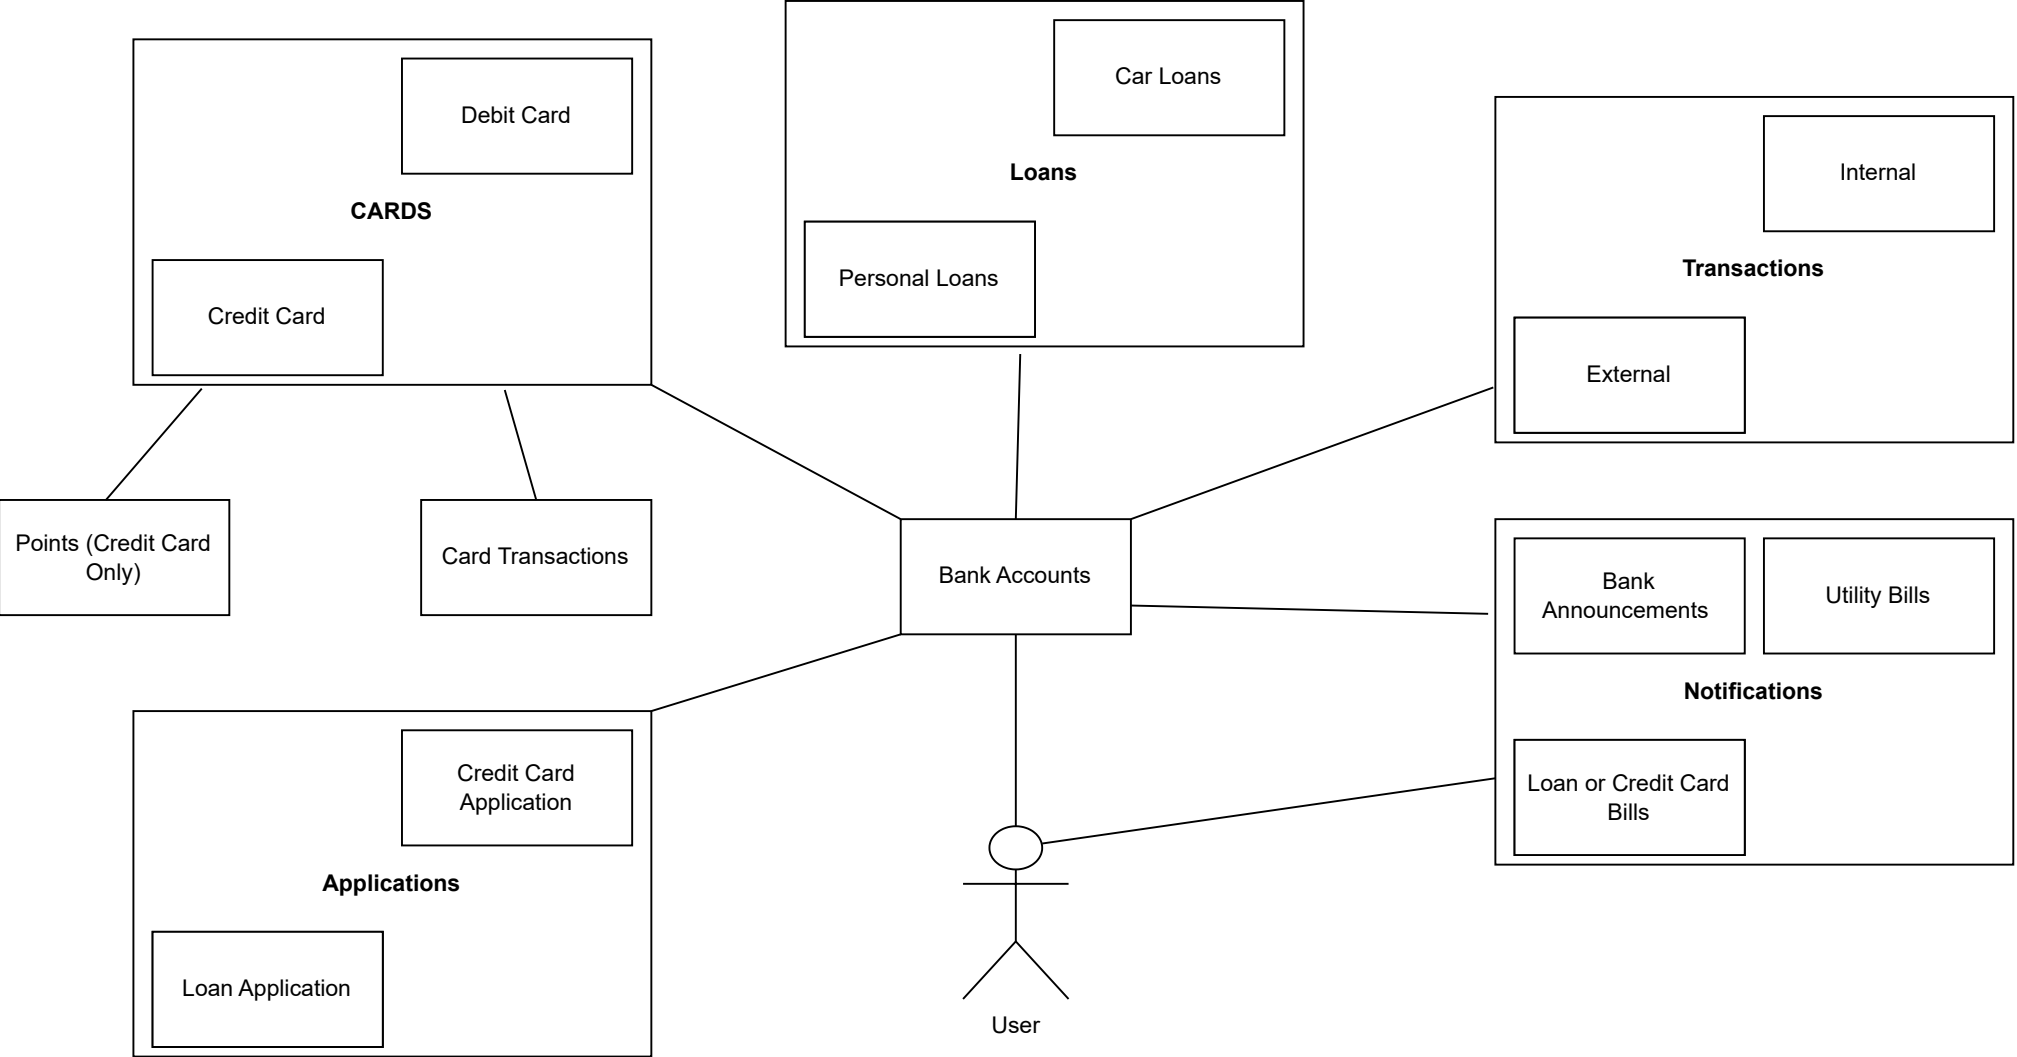 Debit Card
CARDS
Credit Card
Points (Credit Card
Only)
Card Transactions
Car Loans
Loans
Personal Loans
Internal
Transactions
External
Bank Accounts
Bank
Announcements
Utility Bills
Notifications
Loan or Credit Card
Bills
Credit Card
Application
Applications
Loan Application
User